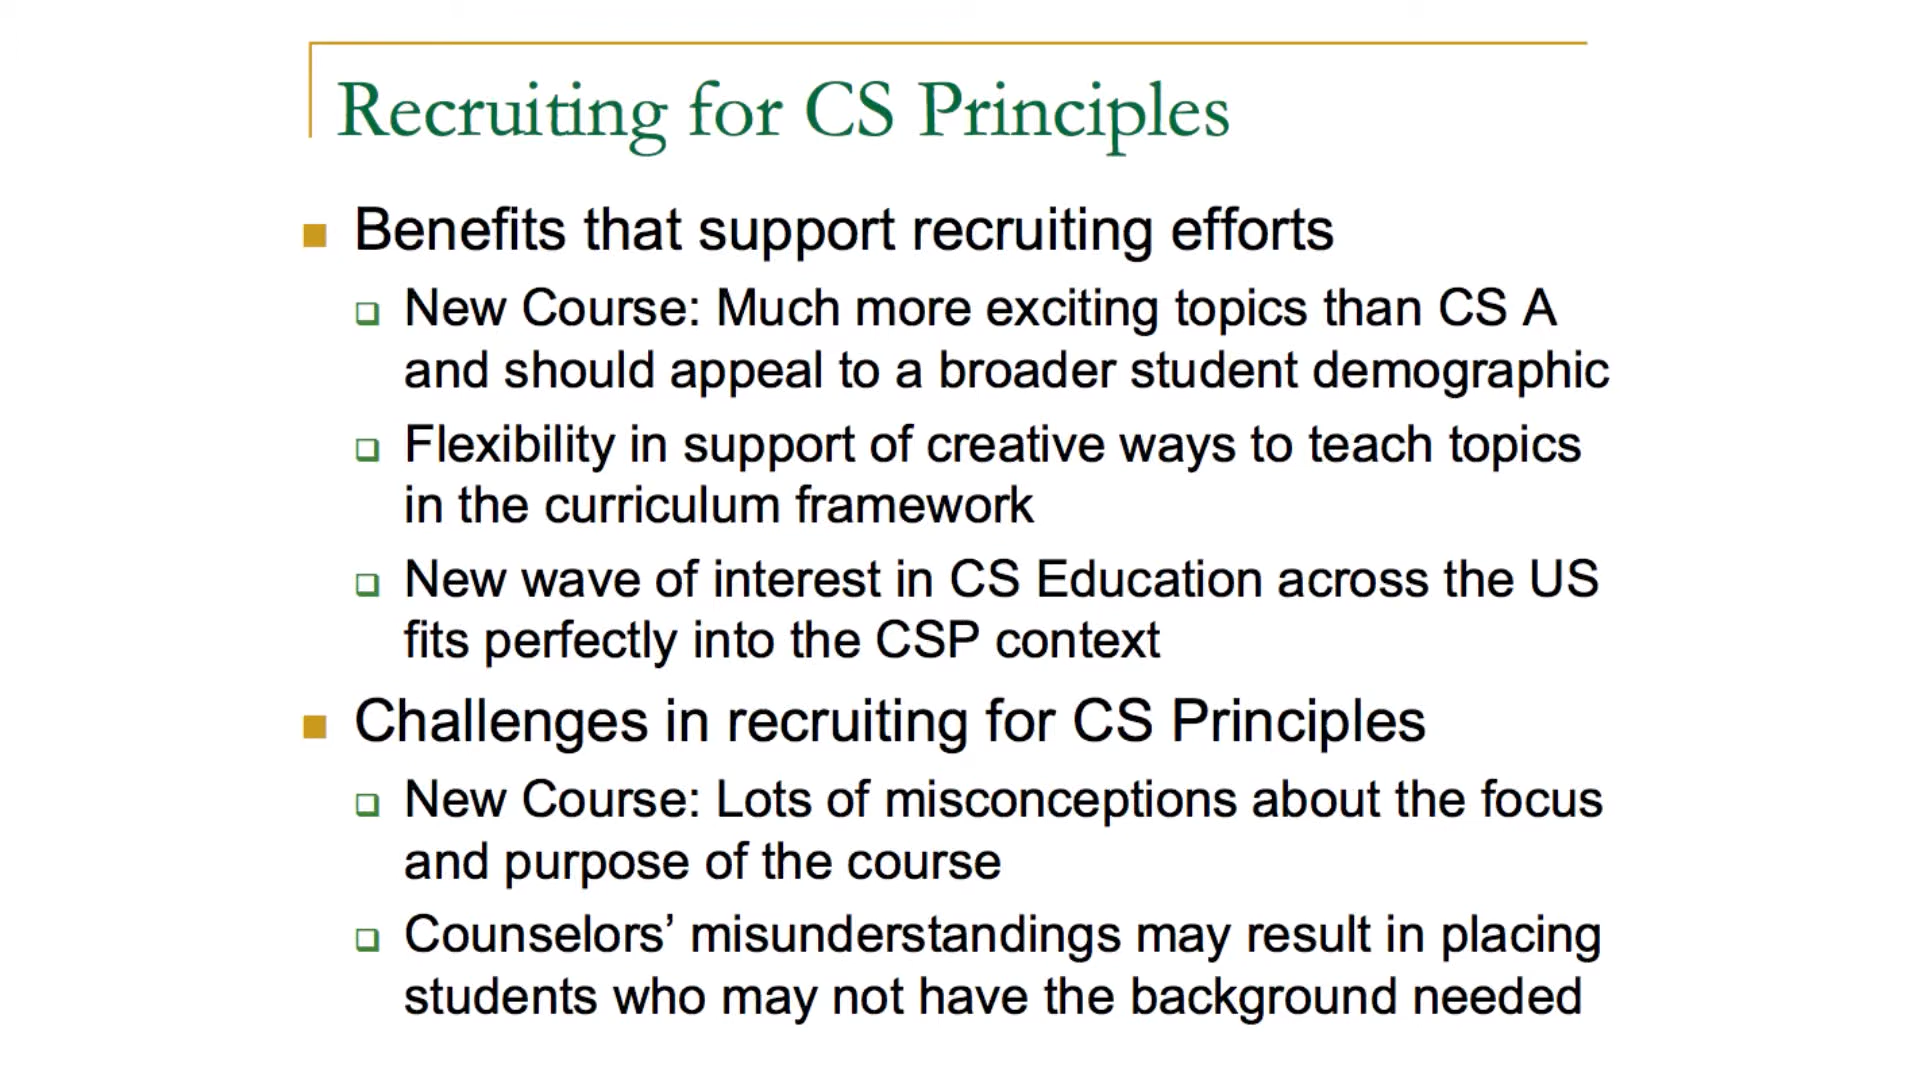 Recruiting for CS Principles
Benefits that support recruiting efforts
New Course: Much more exciting topics than CS A
and should appeal to a broader student demographic
Flexibility in support of creative ways to teach topics
in the curriculum framework
New wave of interest in CS Education across the US
fits perfectly into the CSP context
Challenges in recruiting for CS Principles
New Course: Lots of misconceptions about the focus
and purpose of the course
Counselors’ misunderstandings may result in placing
students who may not have the background needed